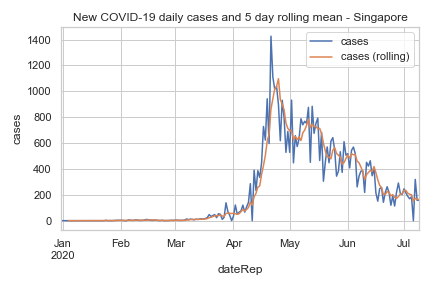 New COVID-19 daily cases and 5 day rolling mean - Singapore
cases
cases (rolling)
1400
1200
1000
800
600
400
200
0
cases
Jan Feb Mar Apr May Jun Jul
2020
dateRep